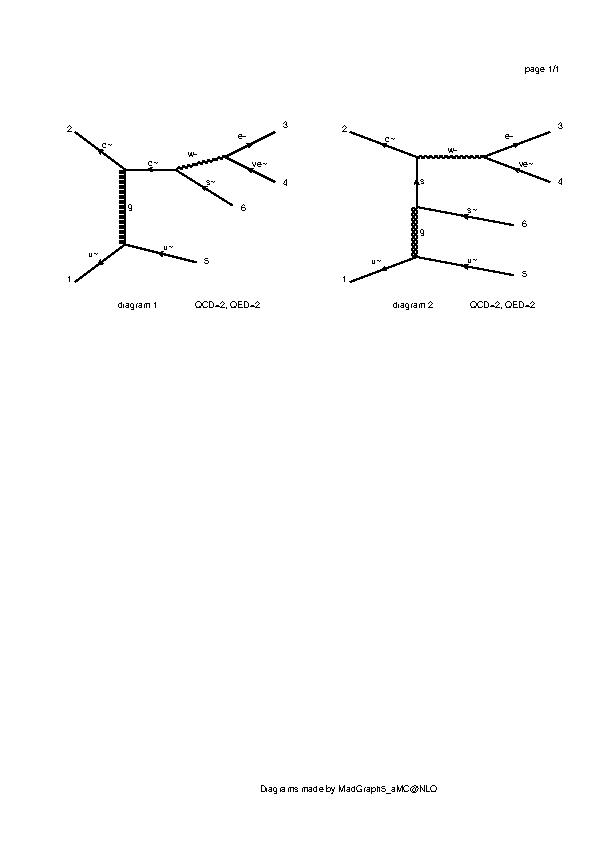 page 1/1
2
c~
c~
w-
e-
3
ve~
4
s~
6
g
u~
u~
5
1
diagram 1 QCD=2, QED=2
2
c~
w-
e-
3
ve~
4
s
s~
6
g
u~
u~
5
1
diagram 2 QCD=2, QED=2
Diagrams made by MadGraph5_aMC@NLO